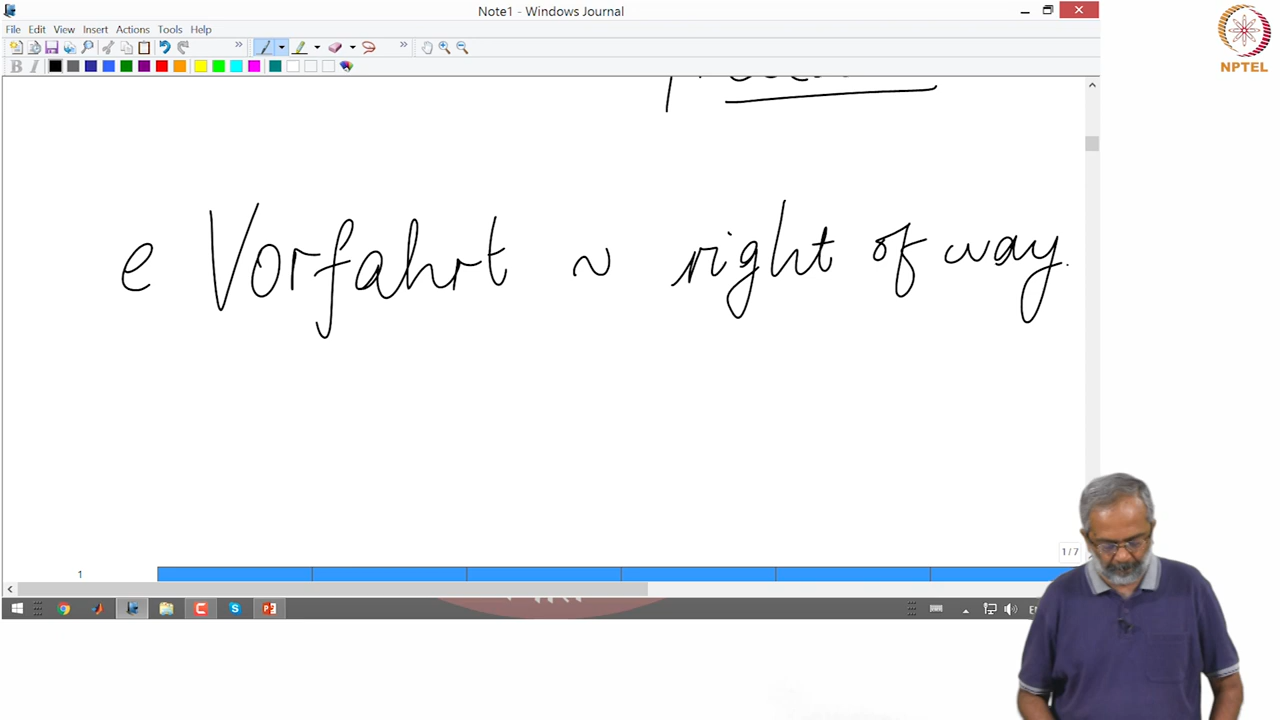 Note1 - Windows Journal
File Edit View Insert Actions Tools Help
NPTEL
e Vorfahrt ~ right of way.
1 / 7
1